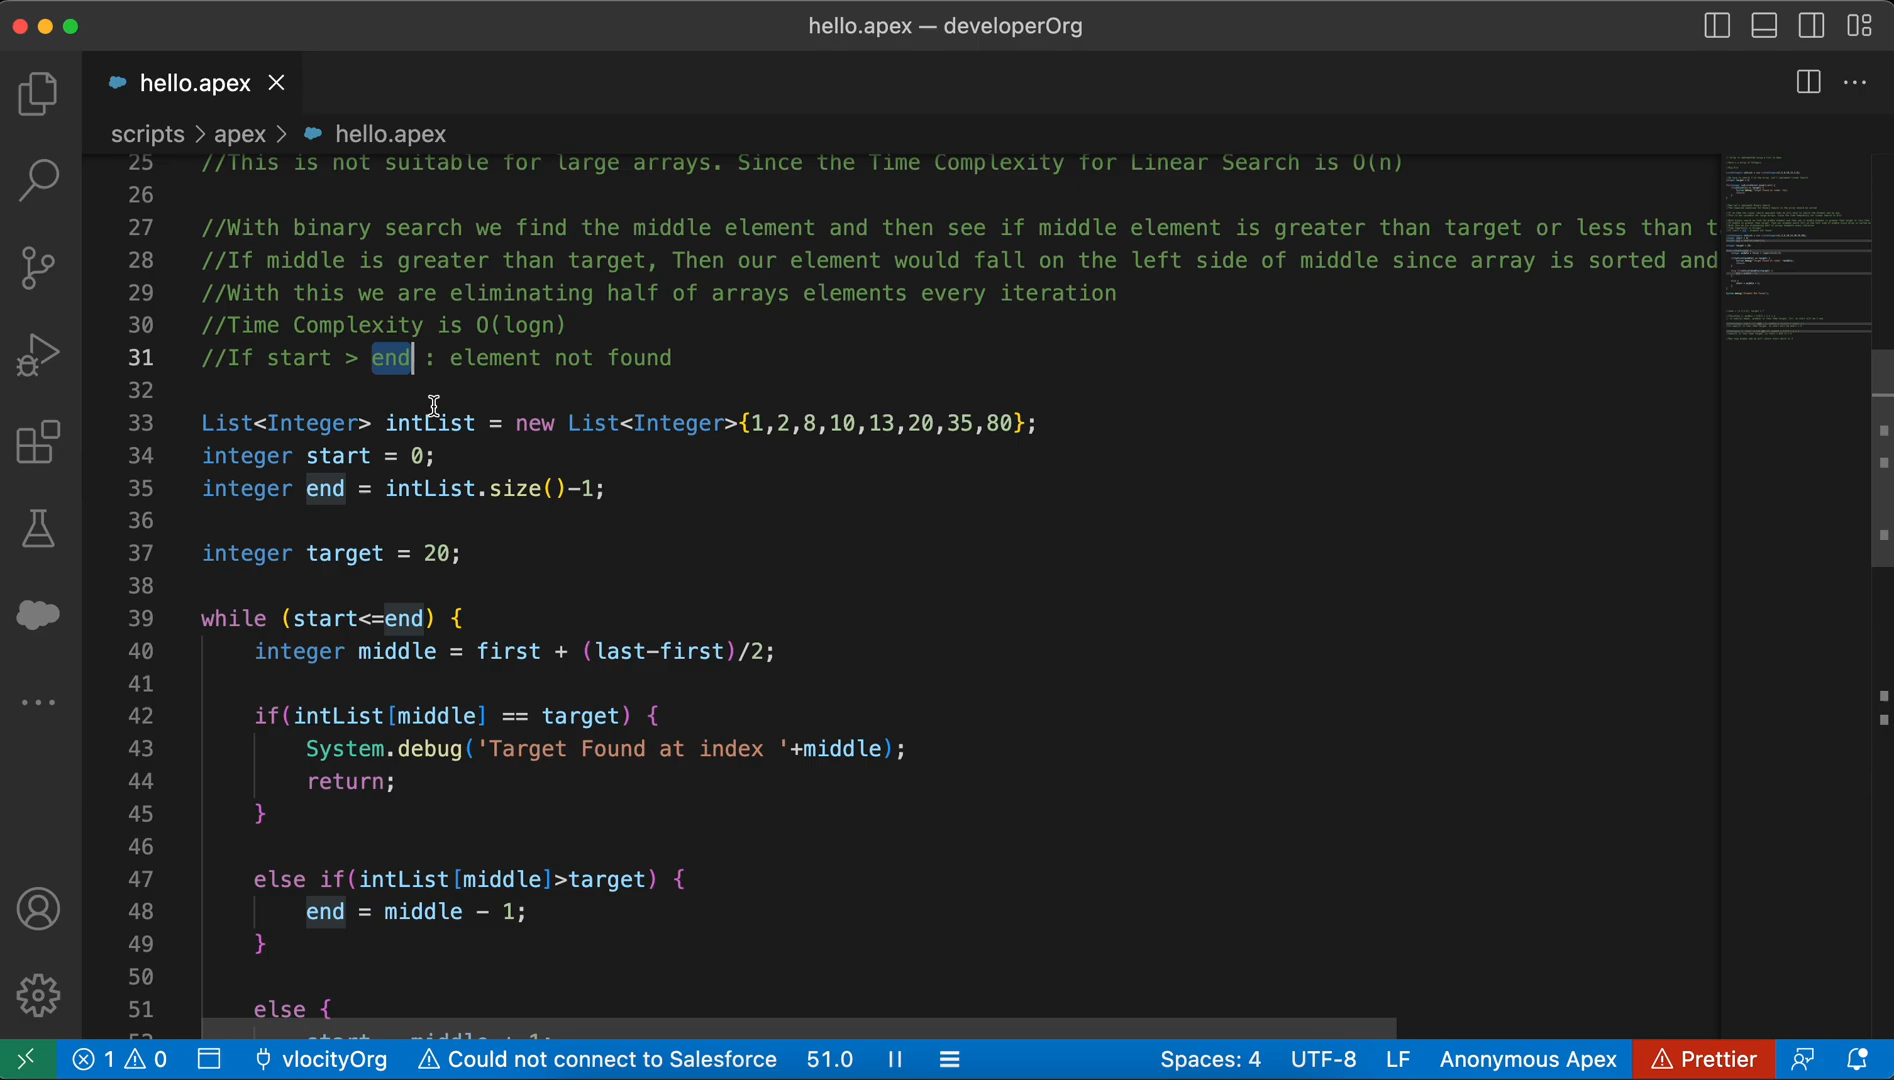 hello.apex — developerOrg
hello.apex
scripts > apex > hello.apex
25 //This is not suitable for large arrays. Since the Time Complexity for Linear Search is O(n)
26
27 //With binary search we find the middle element and then see if middle element is greater than target or less than t
28 //If middle is greater than target, Then our element would fall on the left side of middle since array is sorted and
29 //With this we are eliminating half of arrays elements every iteration
30 //Time Complexity is O(logn)
31 //If start > end : element not found
32
33 List<Integer> intList = new List<Integer>{1,2,8,10,13,20,35,80};
34 integer start = 0;
35 integer end = intList.size()-1;
36
37 integer target = 20;
38
39 while (start<=end) {
40 integer middle = first + (last-first)/2;
41
42 if(intList[middle] == target) {
43 System.debug('Target Found at index '+middle);
44 return;
45 }
46
47 else if(intList[middle]>target) {
48 end = middle - 1;
49 }
50
51 else {
1 0 vlocityOrg Could not connect to Salesforce 51.0 Spaces: 4 UTF-8 LF Anonymous Apex Prettier